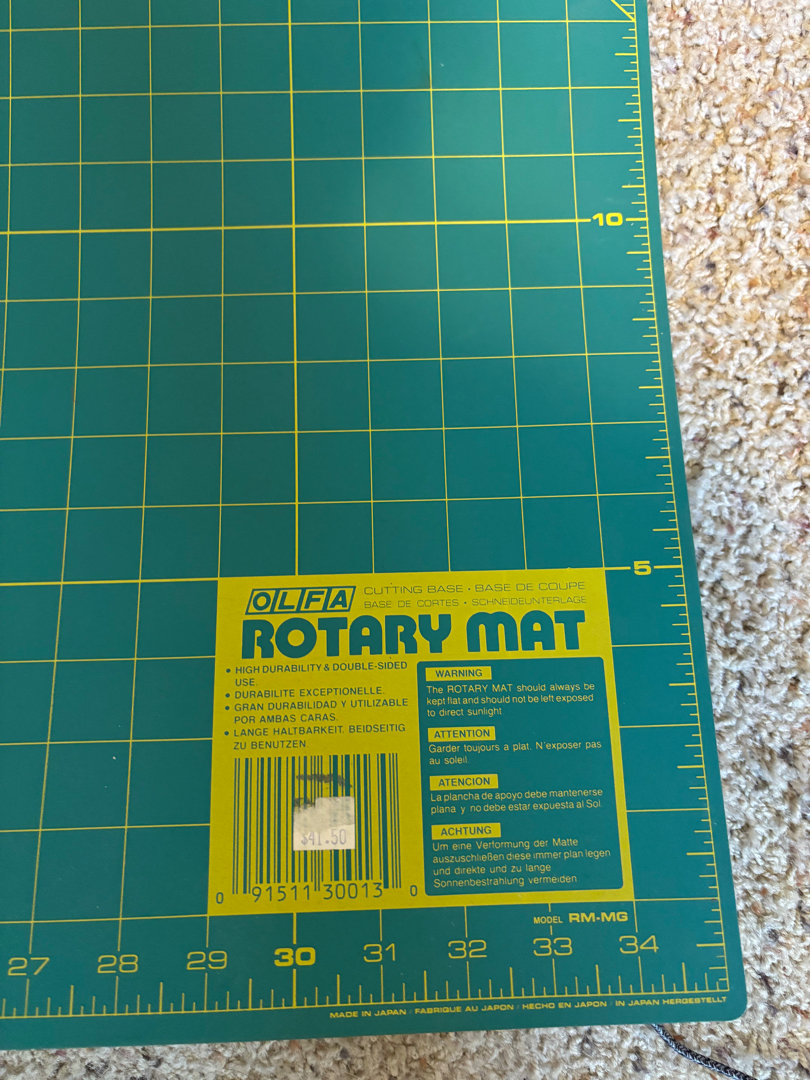 10
5
OLFA
CUTTING BASE • BASE DE COUPE
BASE DE CORTES • SCHNEIDEUNTERLAGE
ROTARY MAT
• HIGH DURABILITY & DOUBLE-SIDED
USE.
• DURABILITE EXCEPTIONELLE.
• GRAN DURABILIDAD Y UTILIZABLE
POR AMBAS CARAS.
• LANGE HALTBARKEIT. BEIDSEITIG
ZU BENUTZEN.
WARNING
The ROTARY MAT should always be
kept flat and should not be left exposed
to direct sunlight.
ATTENTION
Garder toujours a plat. N'exposer pas
au soleil.
ATENCION
La plancha de apoyo debe mantenerse
plana y no debe estar expuesta al Sol.
ACHTUNG
Um eine Verformung der Matte
auszuschließen diese immer plan legen
und direkte und zu lange
Sonnenbestrahlung vermeiden
$41.50
0 91511 30013 0
MODEL RM-MG
27 28 29 30 31 32 33 34
MADE IN JAPAN / FABRIQUE AU JAPON / HECHO EN JAPON / IN JAPAN HERGESTELLT